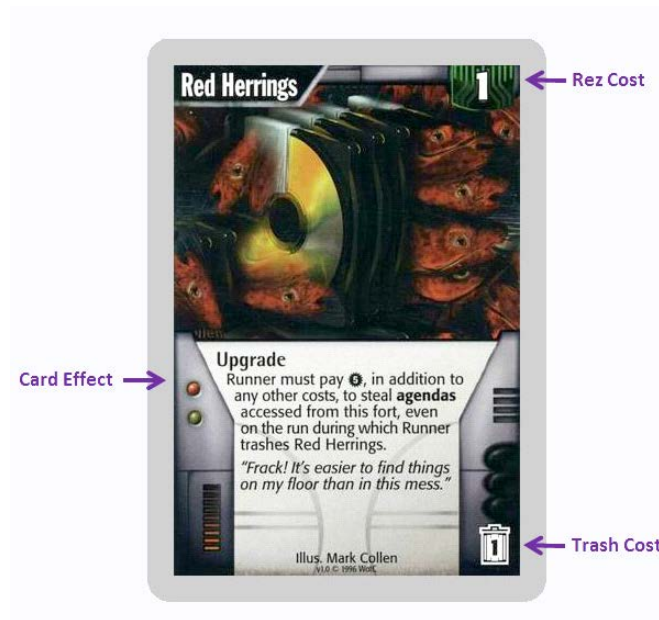 Red Herrings
1
Rez Cost
Card Effect
Upgrade
Runner must pay 5, in addition to
any other costs, to steal agendas
accessed from this fort, even
on the run during which Runner
trashes Red Herrings.
"Frack! It's easier to find things
on my floor than in this mess."
1
Trash Cost
Illus. Mark Collen
v1.0 © 1996 WotC